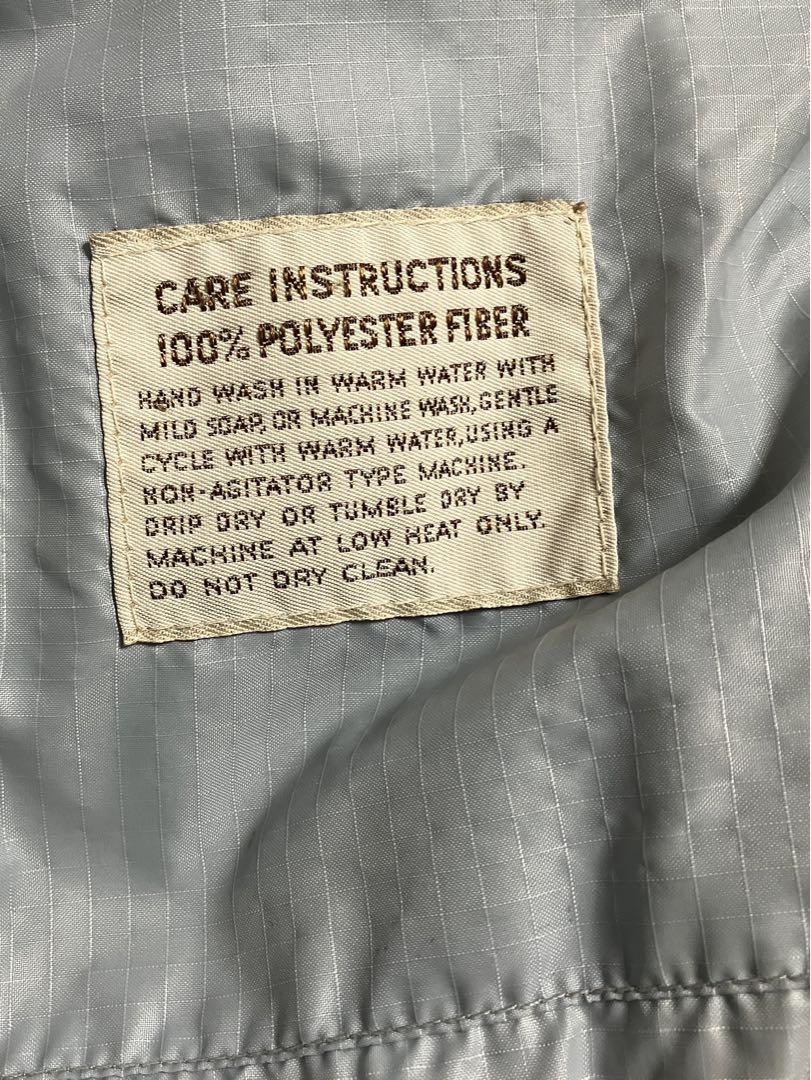 CARE INSTRUCTIONS
100% POLYESTER FIBER
HAND WASH IN WARM WATER WITH
MILD SOAP, OR MACHINE WASH, GENTLE
CYCLE WITH WARM WATER, USING A
NON-AGITATOR TYPE MACHINE.
DRIP DRY OR TUMBLE DRY BY
MACHINE AT LOW HEAT ONLY.
DO NOT DRY CLEAN.